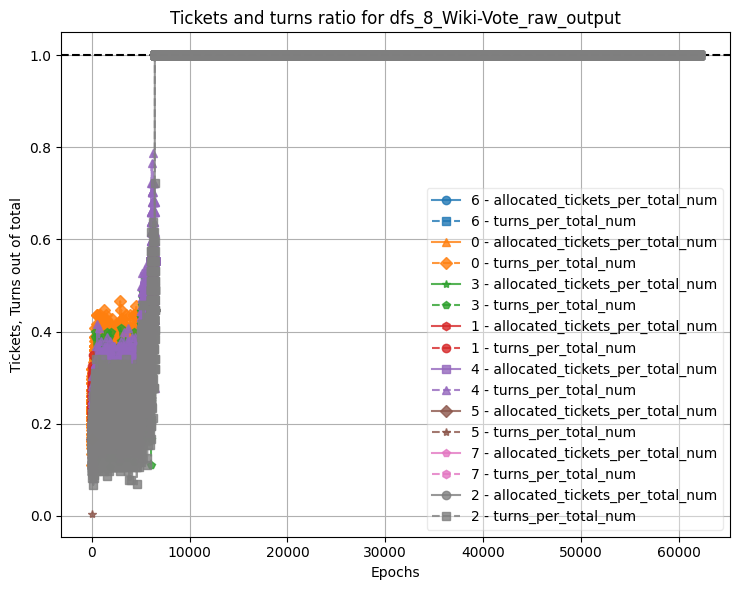 Tickets and turns ratio for dfs_8_Wiki-Vote_raw_output
Tickets, Turns out of total
1.0
0.8
0.6
0.4
0.2
0.0
6 - allocated_tickets_per_total_num
6 - turns_per_total_num
0 - allocated_tickets_per_total_num
0 - turns_per_total_num
3 - allocated_tickets_per_total_num
3 - turns_per_total_num
1 - allocated_tickets_per_total_num
1 - turns_per_total_num
4 - allocated_tickets_per_total_num
4 - turns_per_total_num
5 - allocated_tickets_per_total_num
5 - turns_per_total_num
7 - allocated_tickets_per_total_num
7 - turns_per_total_num
2 - allocated_tickets_per_total_num
2 - turns_per_total_num
0 10000 20000 30000 40000 50000 60000
Epochs